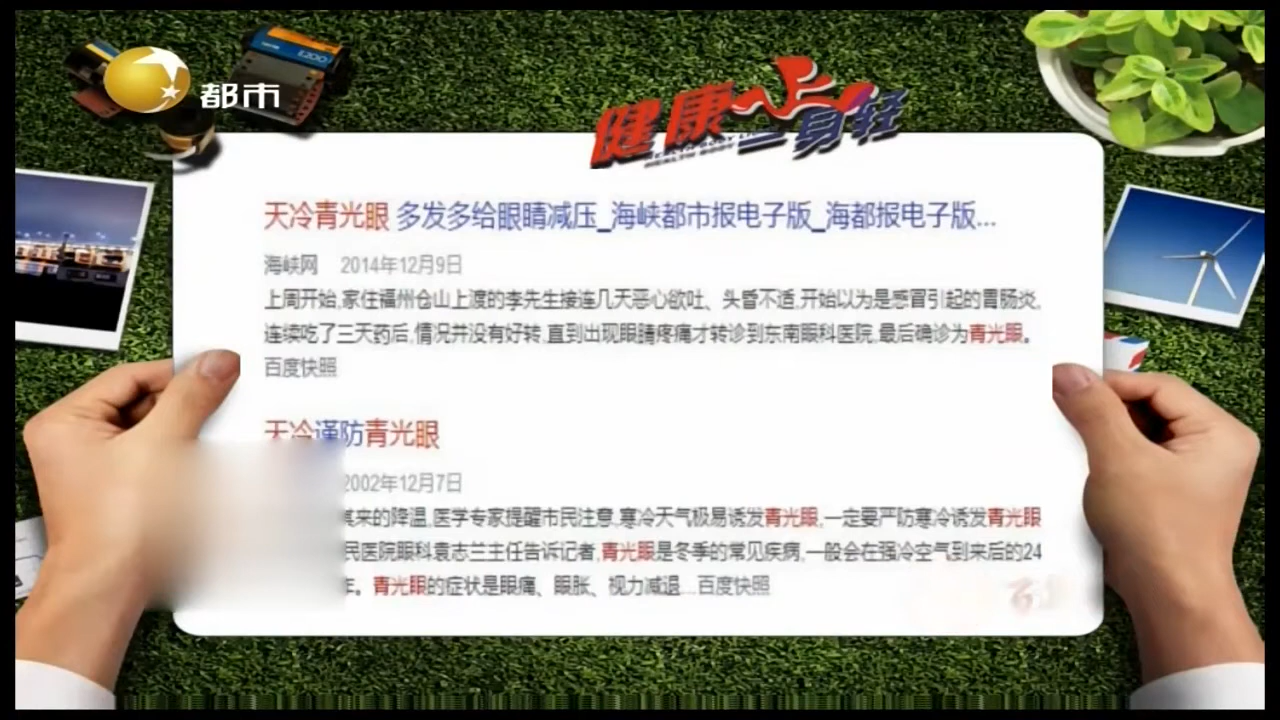 都市
健康一身轻
天冷青光眼 多发多给眼睛减压_海峡都市报电子版_海都报电子版...
海峡网 2014年12月9日
上周开始,家住福州仓山上渡的李先生接连几天恶心欲吐、头昏不适,开始以为是感冒引起的胃肠炎,
连续吃了三天药后,情况并没有好转,直到出现眼睛疼痛才转诊到东南眼科医院,最后确诊为青光眼。
百度快照
天冷谨防青光眼
2002年12月7日
其来的降温,医学专家提醒市民注意,寒冷天气极易诱发青光眼,一定要严防寒冷诱发青光眼
民医院眼科袁志兰主任告诉记者,青光眼是冬季的常见疾病,一般会在强冷空气到来后的24
。青光眼的症状是眼痛、眼胀、视力减退...百度快照